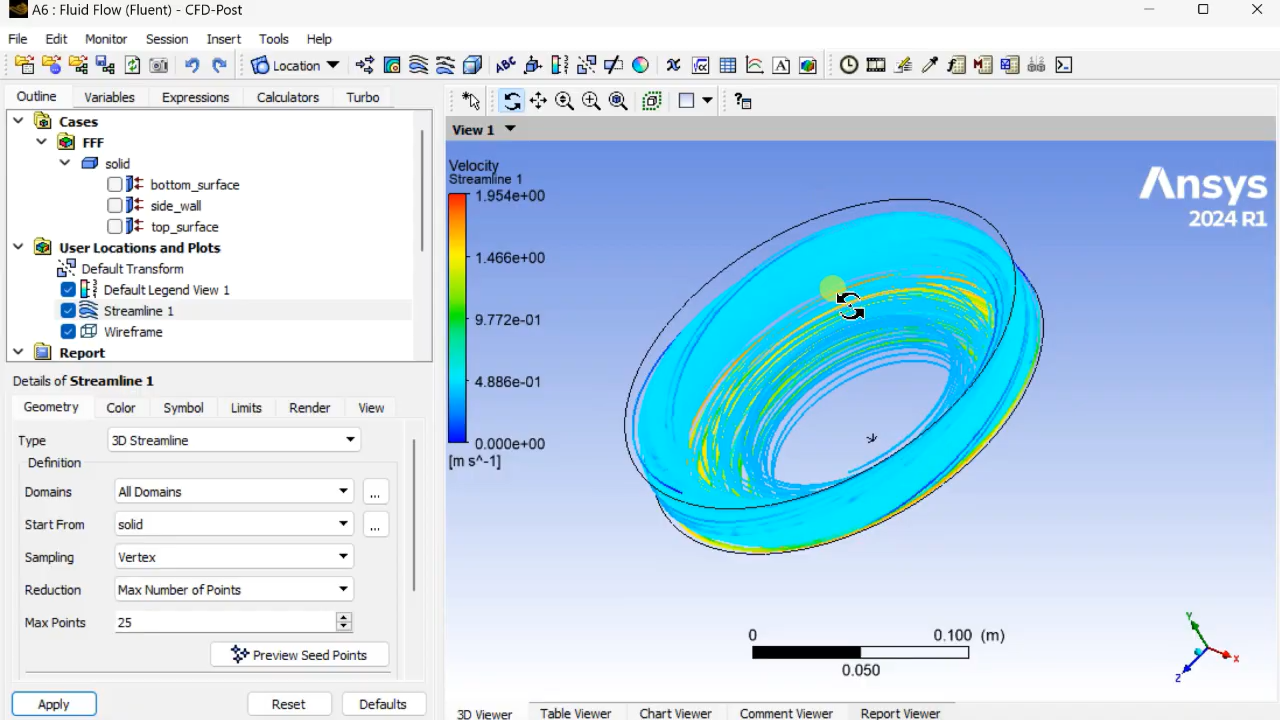 A6 : Fluid Flow (Fluent) - CFD-Post
File Edit Monitor Session Insert Tools Help
Location
Outline Variables Expressions Calculators Turbo
Cases
FFF
solid
bottom_surface
side_wall
top_surface
User Locations and Plots
Default Transform
Default Legend View 1
Streamline 1
Wireframe
Report
Details of Streamline 1
Geometry Color Symbol Limits Render View
Type 3D Streamline
Definition
Domains All Domains ...
Start From solid ...
Sampling Vertex
Reduction Max Number of Points
Max Points 25
Preview Seed Points
Apply Reset Defaults
View 1
Velocity
Streamline 1
1.954e+00
1.466e+00
9.772e-01
4.886e-01
0.000e+00
[m s^-1]
Ansys
2024 R1
0 0.100 (m)
0.050
Y
X
Z
3D Viewer Table Viewer Chart Viewer Comment Viewer Report Viewer